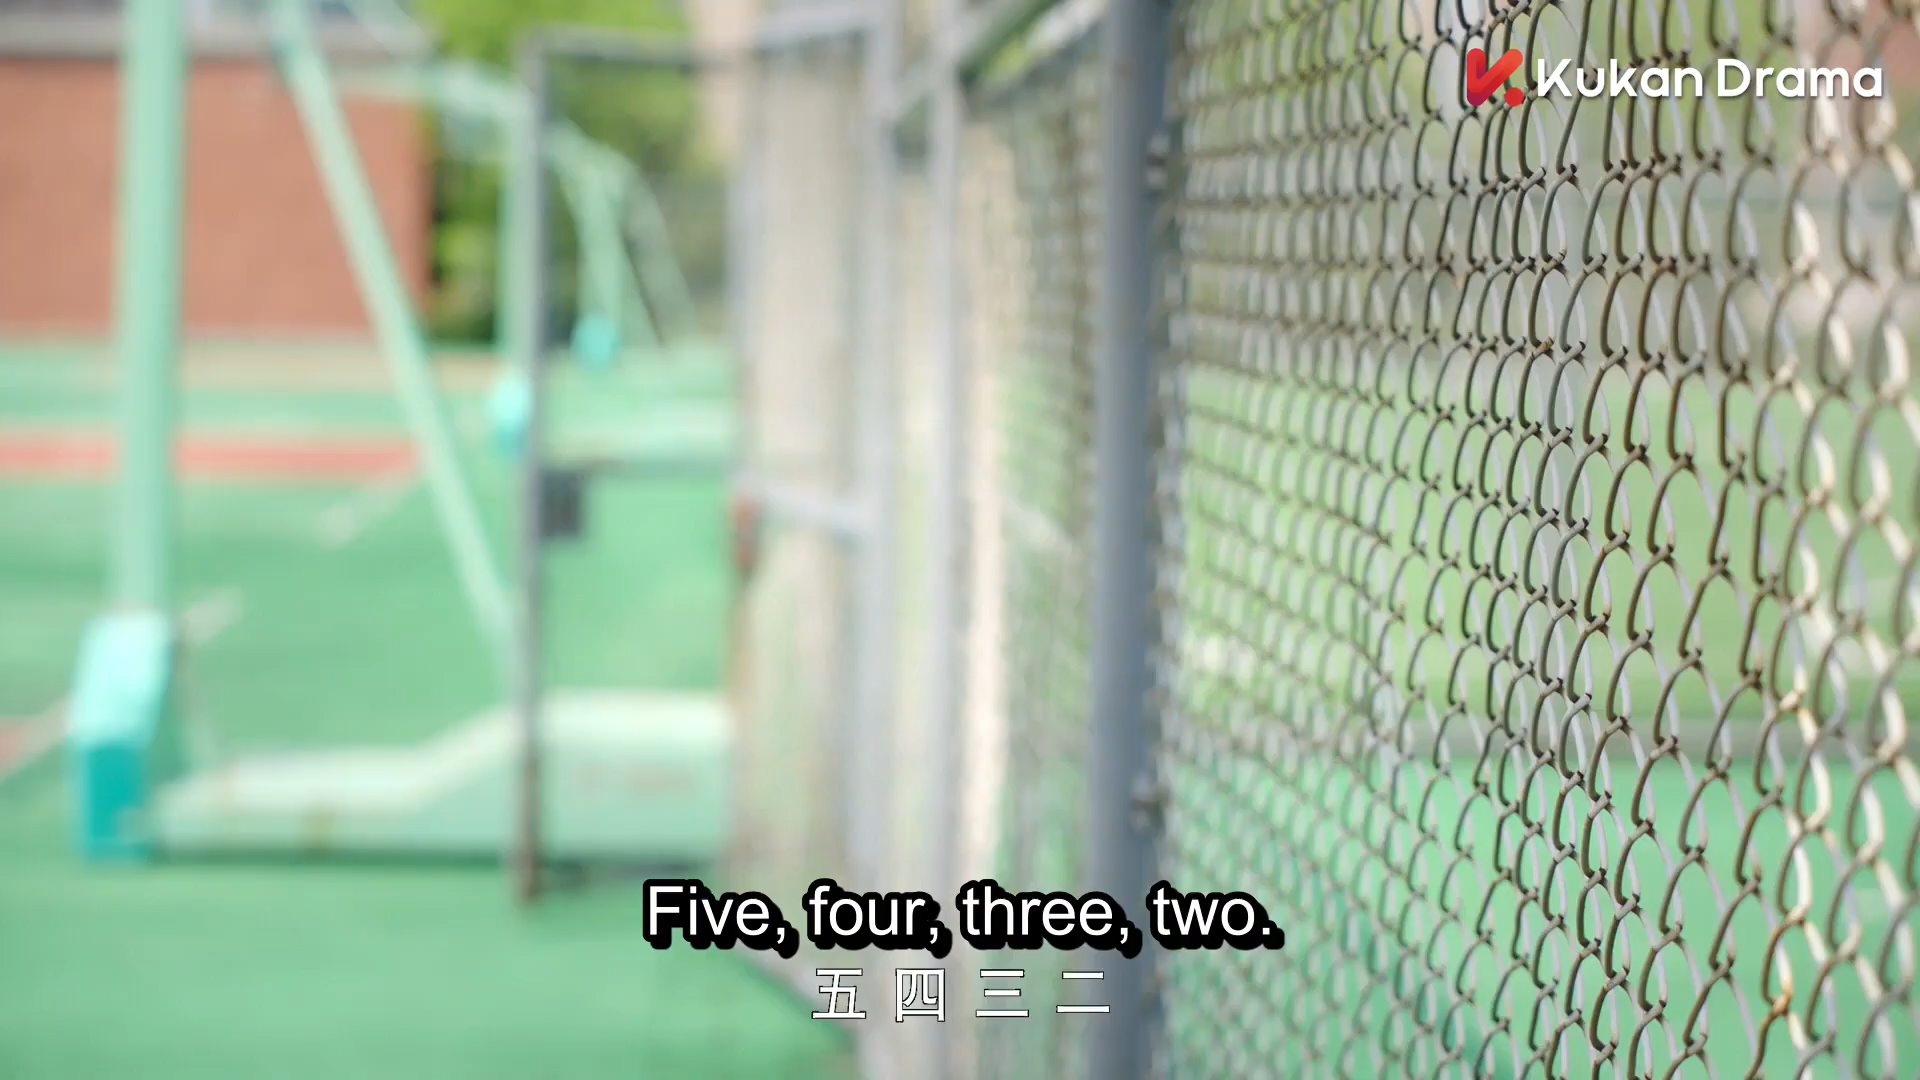 Kukan Drama
Five, four, three, two.
五 四 三 二